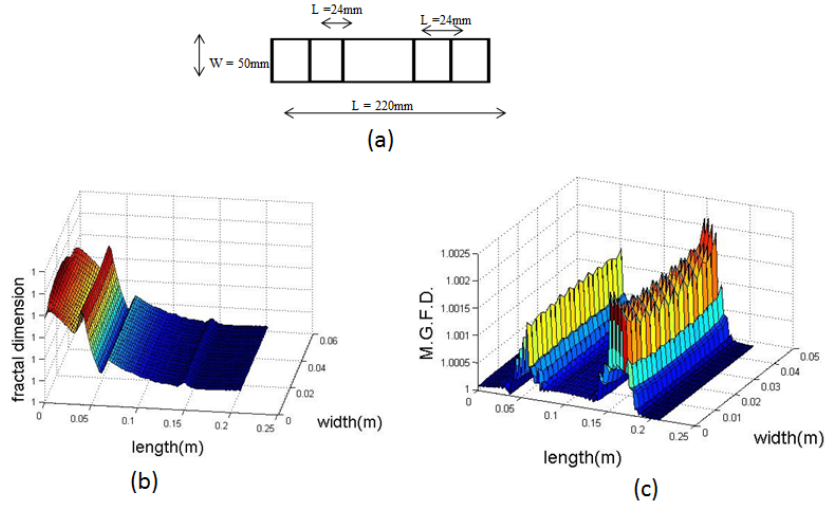 L =24mm
L =24mm
W = 50mm
L = 220mm
(a)
fractal dimension
1
1
1
1
1
1
1
0
0.05
0.1
0.15
0.2
0.25
0
0.02
0.04
0.06
length(m)
width(m)
(b)
M.G.F.D.
1.0025
1.002
1.0015
1.001
1.0005
1
0
0.05
0.1
0.15
0.2
0.25
0
0.01
0.02
0.03
0.04
0.05
length(m)
width(m)
(c)